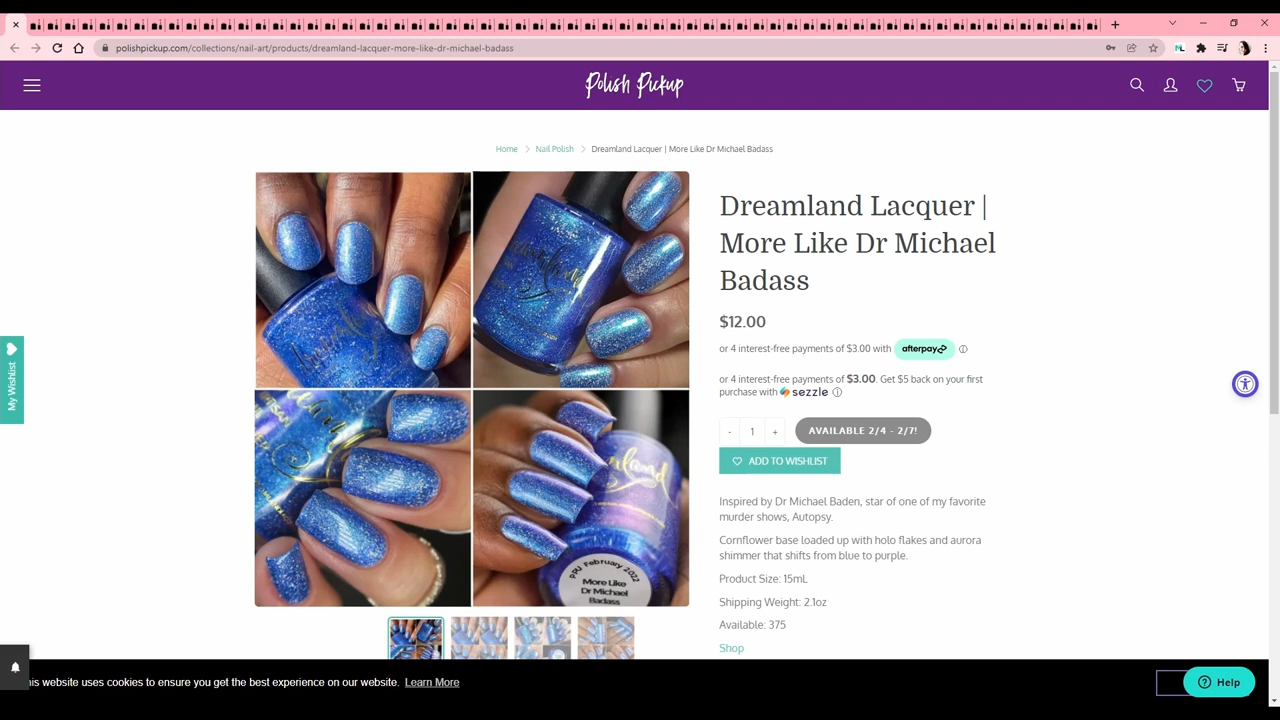 polishpickup.com/collections/nail-art/products/dreamland-lacquer-more-like-dr-michael-badass
Polish Pickup
Home > Nail Polish > Dreamland Lacquer | More Like Dr Michael Badass
Dreamland Lacquer |
More Like Dr Michael
Badass
$12.00
or 4 interest-free payments of $3.00 with afterpay
or 4 interest-free payments of $3.00. Get $5 back on your first
purchase with sezzle
- 1 + AVAILABLE 2/4 - 2/7!
ADD TO WISHLIST
Inspired by Dr Michael Baden, star of one of my favorite
murder shows, Autopsy.
Cornflower base loaded up with holo flakes and aurora
shimmer that shifts from blue to purple.
Product Size: 15mL
Shipping Weight: 2.1oz
Available: 375
Shop
My Wishlist
PPU February 2022
More Like
Dr Michael
Badass
his website uses cookies to ensure you get the best experience on our website. Learn More
Help